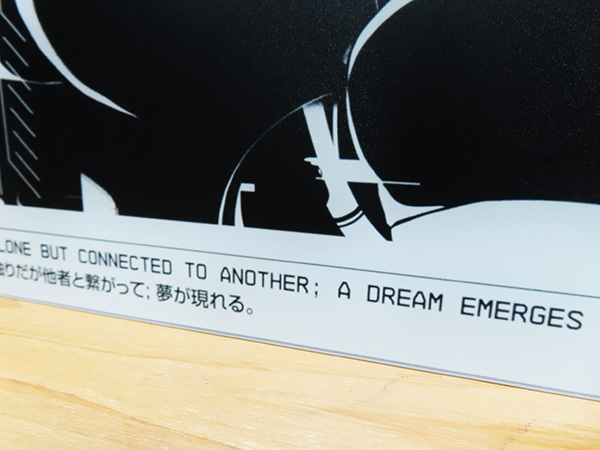 LONE BUT CONNECTED TO ANOTHER; A DREAM EMERGES
りだが他者と繋がって; 夢が現れる。